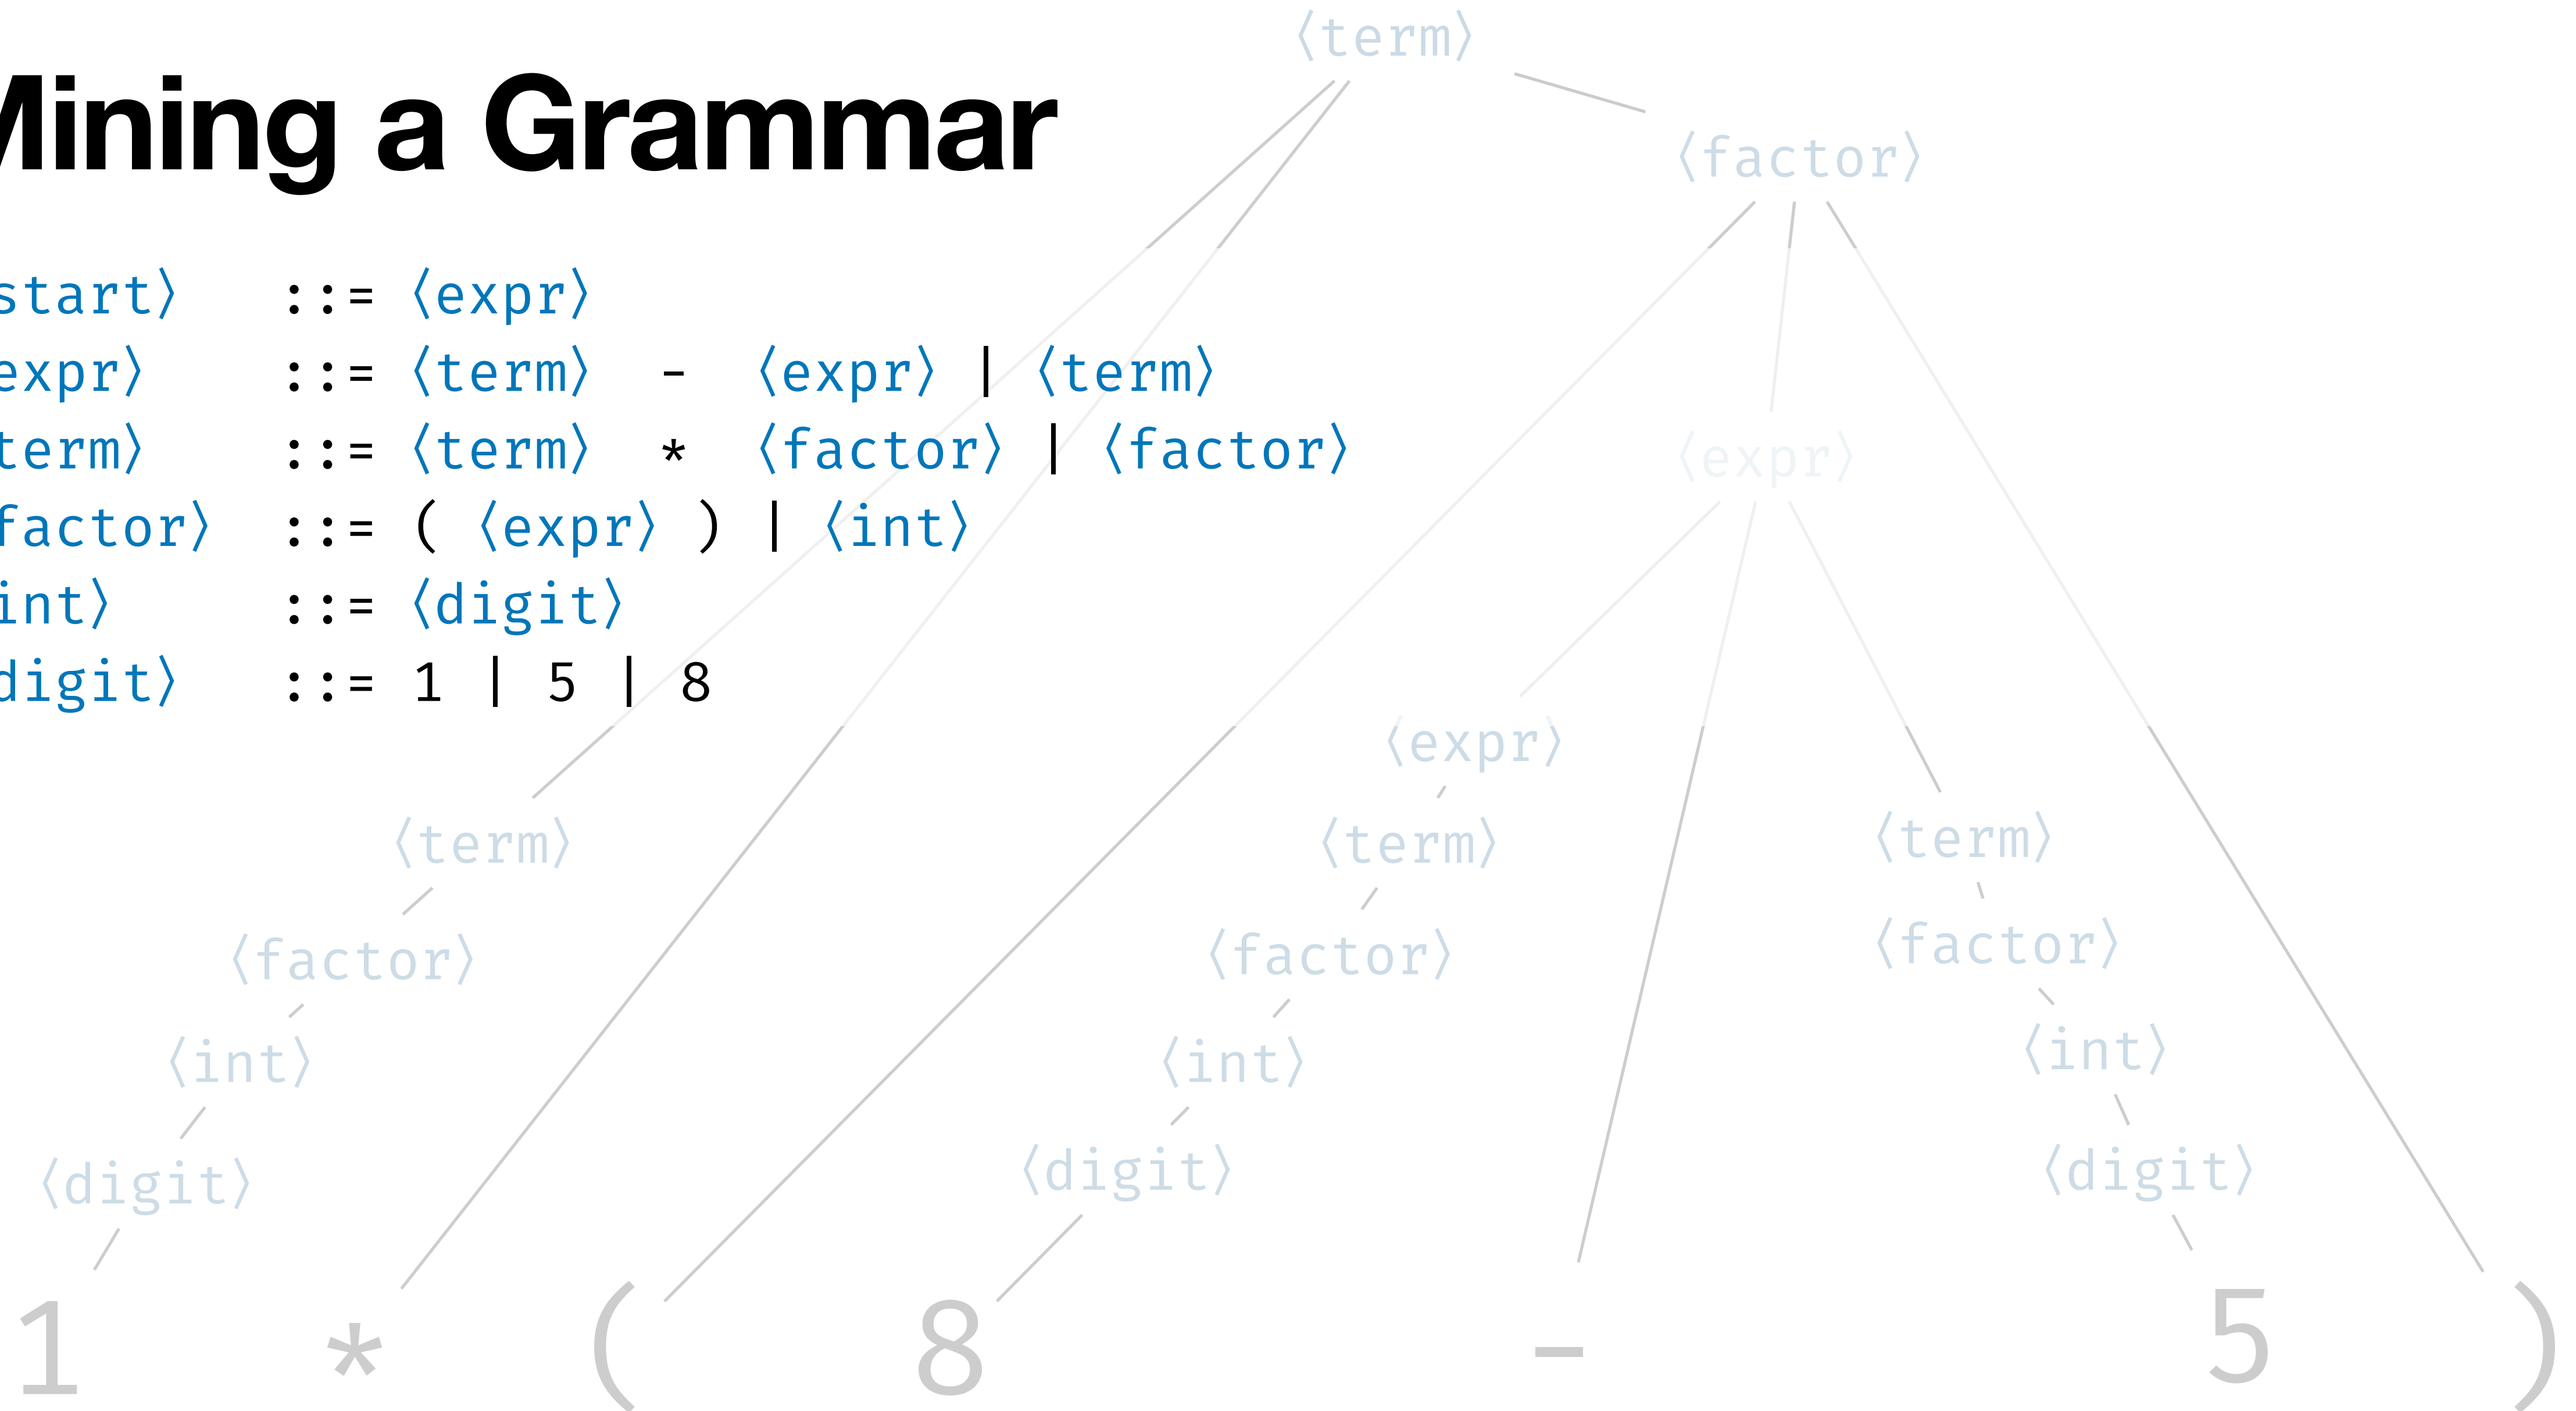 ⟨term⟩
Mining a Grammar
⟨factor⟩
start⟩ ::= ⟨expr⟩
expr⟩ ::= ⟨term⟩ - ⟨expr⟩ | ⟨term⟩
term⟩ ::= ⟨term⟩ * ⟨factor⟩ | ⟨factor⟩
⟨expr⟩
factor⟩ ::= ( ⟨expr⟩ ) | ⟨int⟩
int⟩ ::= ⟨digit⟩
digit⟩ ::= 1 | 5 | 8
⟨expr⟩
⟨term⟩ ⟨term⟩ ⟨term⟩
⟨factor⟩ ⟨factor⟩ ⟨factor⟩
⟨int⟩ ⟨int⟩ ⟨int⟩
⟨digit⟩ ⟨digit⟩ ⟨digit⟩
1 * ( 8 - 5 )